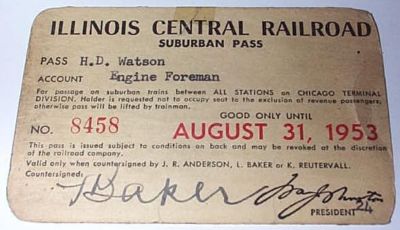 ILLINOIS CENTRAL RAILROAD
SUBURBAN PASS
PASS H.D. Watson
ACCOUNT Engine Foreman
For passage on suburban trains between ALL STATIONS on CHICAGO TERMINAL
DIVISION, Holder is requested not to occupy seat to the exclusion of revenue passengers;
otherwise pass will be lifted by trainman.
GOOD ONLY UNTIL
NO. 8458 AUGUST 31, 1953
This pass is issued subject to conditions on back and may be revoked at the discretion
of the railroad company.
Valid only when countersigned by J. R. ANDERSON, L. BAKER or K. REUTERVALL.
Countersigned:
Baker
PRESIDENT